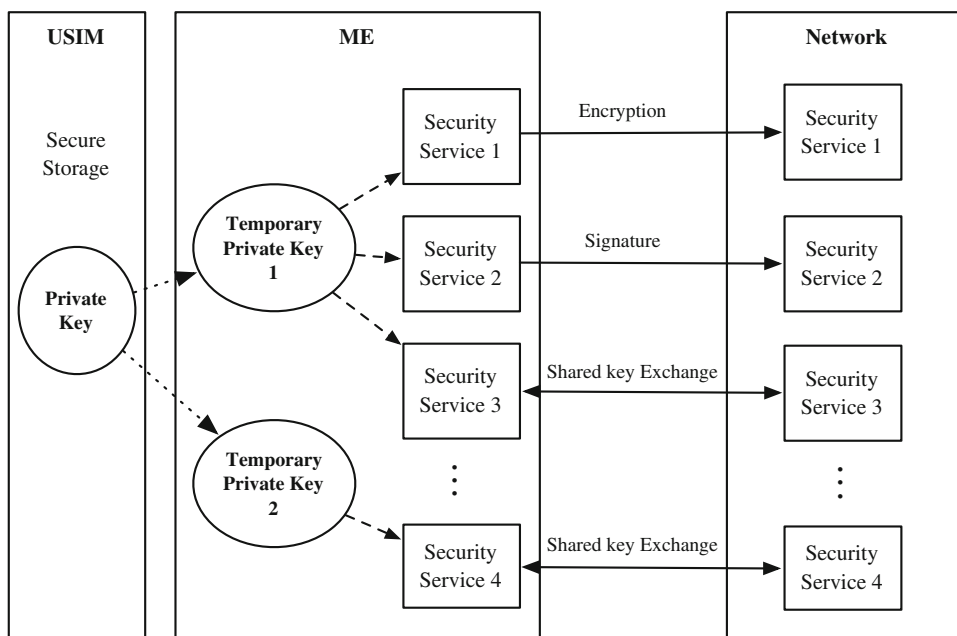 USIM
Secure
Storage
Private
Key
ME
Temporary
Private Key
1
Temporary
Private Key
2
Security
Service 1
Security
Service 2
Security
Service 3
Security
Service 4
Encryption
Signature
Shared key Exchange
Shared key Exchange
Network
Security
Service 1
Security
Service 2
Security
Service 3
Security
Service 4